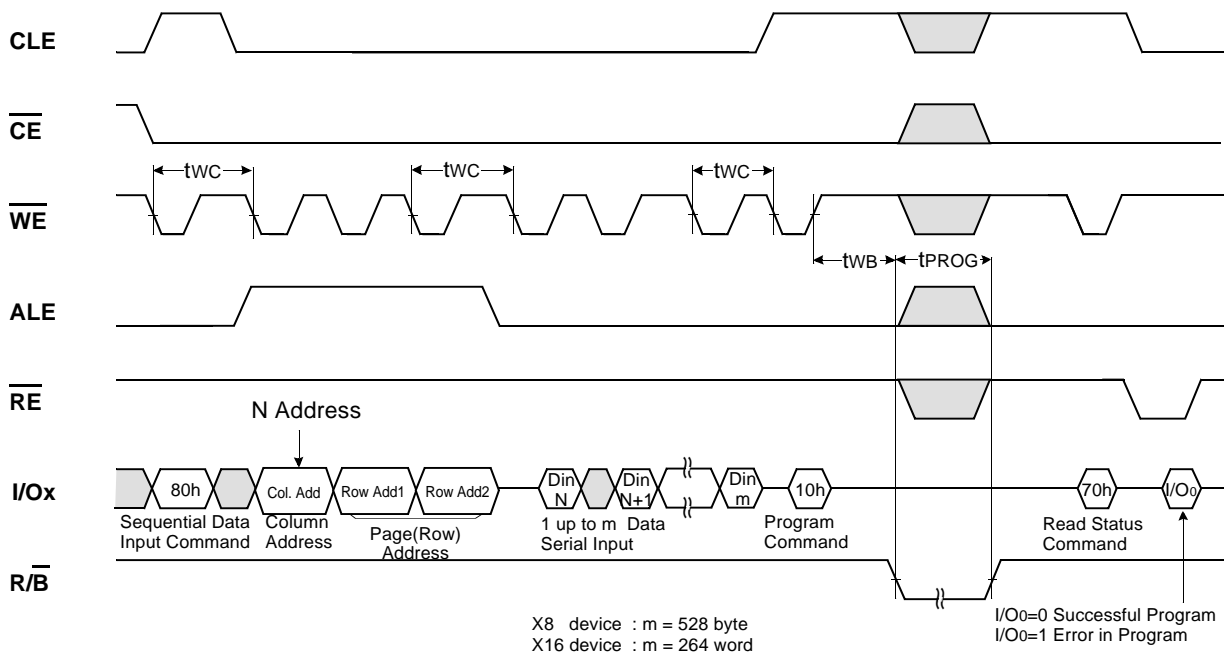 CLE
CE
tWC
tWC
tWC
WE
tWB
tPROG
ALE
RE
N Address
I/Ox
80h
Col. Add
Row Add1
Row Add2
Din
N
Din
N+1
Din
m
10h
70h
I/O0
Sequential Data
Input Command
Column
Address
Page(Row)
Address
1 up to m Data
Serial Input
Program
Command
Read Status
Command
R/B
X8 device : m = 528 byte
X16 device : m = 264 word
I/O0=0 Successful Program
I/O0=1 Error in Program